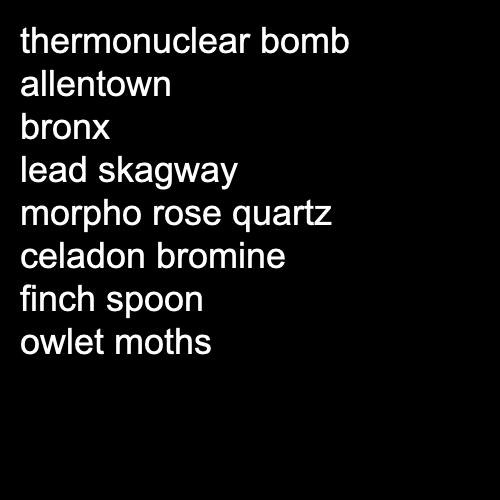 thermonuclear bomb
allentown
bronx
lead skagway
morpho rose quartz
celadon bromine
finch spoon
owlet moths